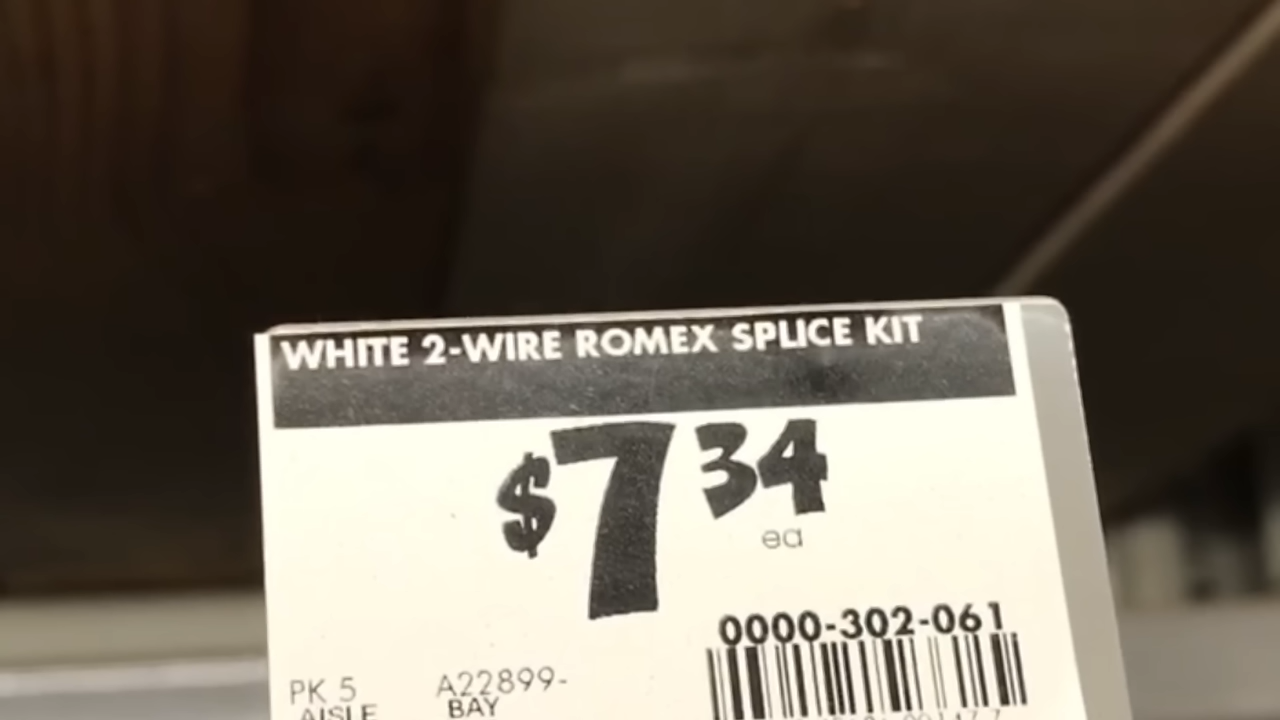 WHITE 2-WIRE ROMEX SPLICE KIT
$7 34
ea
0000-302-061
PK 5 A22899-
AISLE BAY